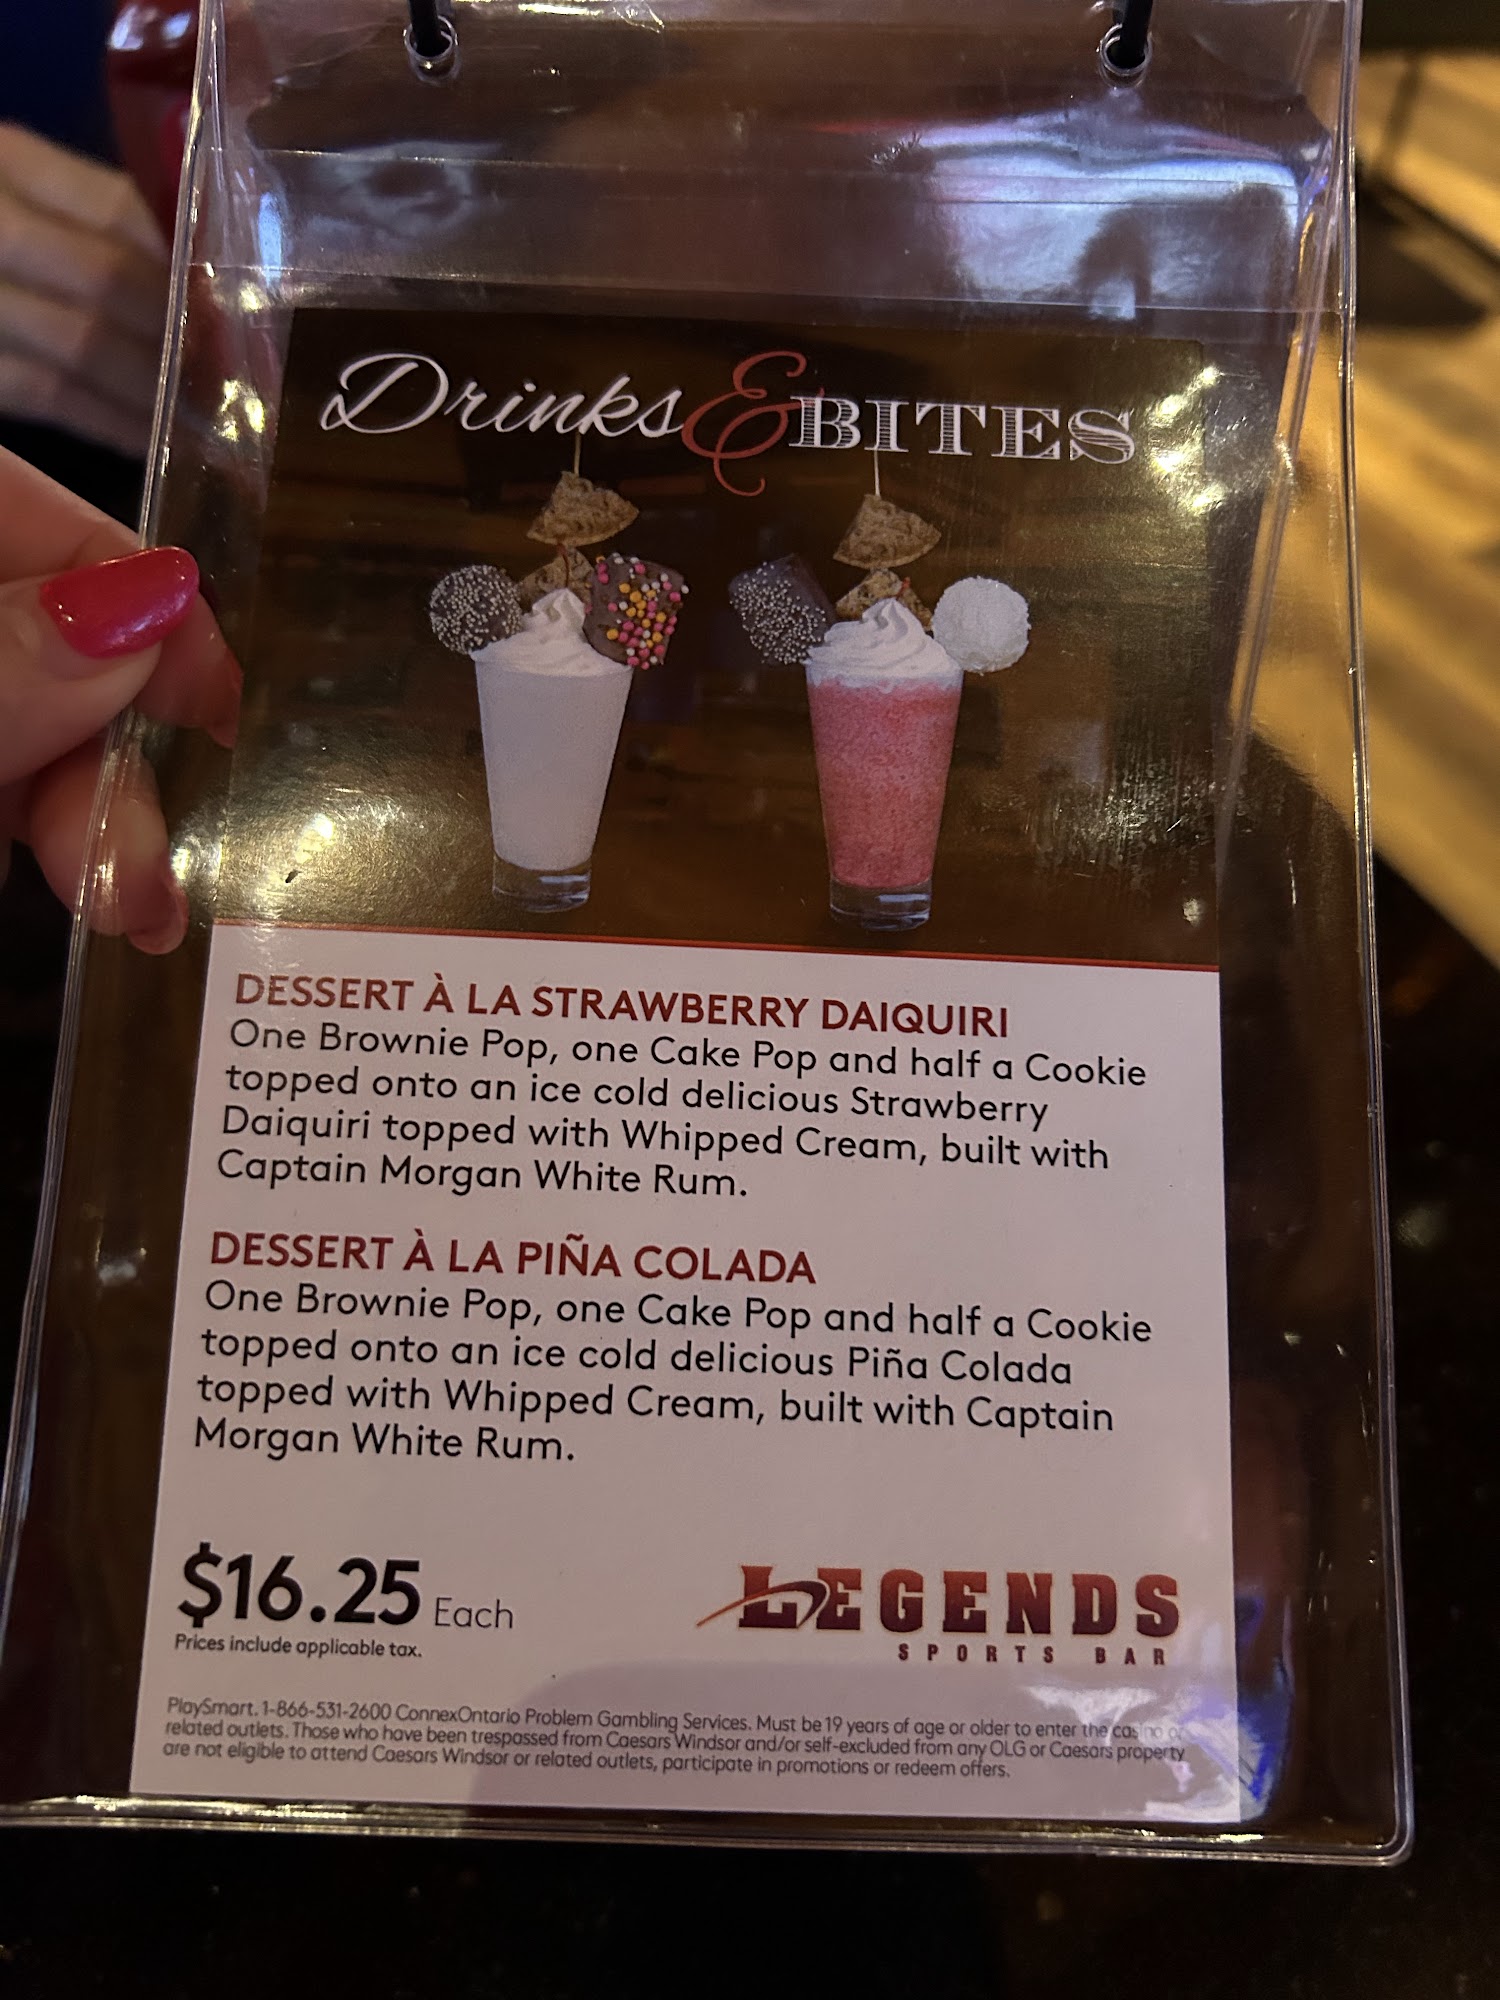 Drinks & BITES
DESSERT À LA STRAWBERRY DAIQUIRI
One Brownie Pop, one Cake Pop and half a Cookie
topped onto an ice cold delicious Strawberry
Daiquiri topped with Whipped Cream, built with
Captain Morgan White Rum.
DESSERT À LA PIÑA COLADA
One Brownie Pop, one Cake Pop and half a Cookie
topped onto an ice cold delicious Piña Colada
topped with Whipped Cream, built with Captain
Morgan White Rum.
$16.25 Each
Prices include applicable tax.
LEGENDS
SPORTS BAR
PlaySmart. 1-866-531-2600 ConnexOntario Problem Gambling Services. Must be 19 years of age or older to enter the casino or
related outlets. Those who have been trespassed from Caesars Windsor and/or self-excluded from any OLG or Caesars property
are not eligible to attend Caesars Windsor or related outlets, participate in promotions or redeem offers.